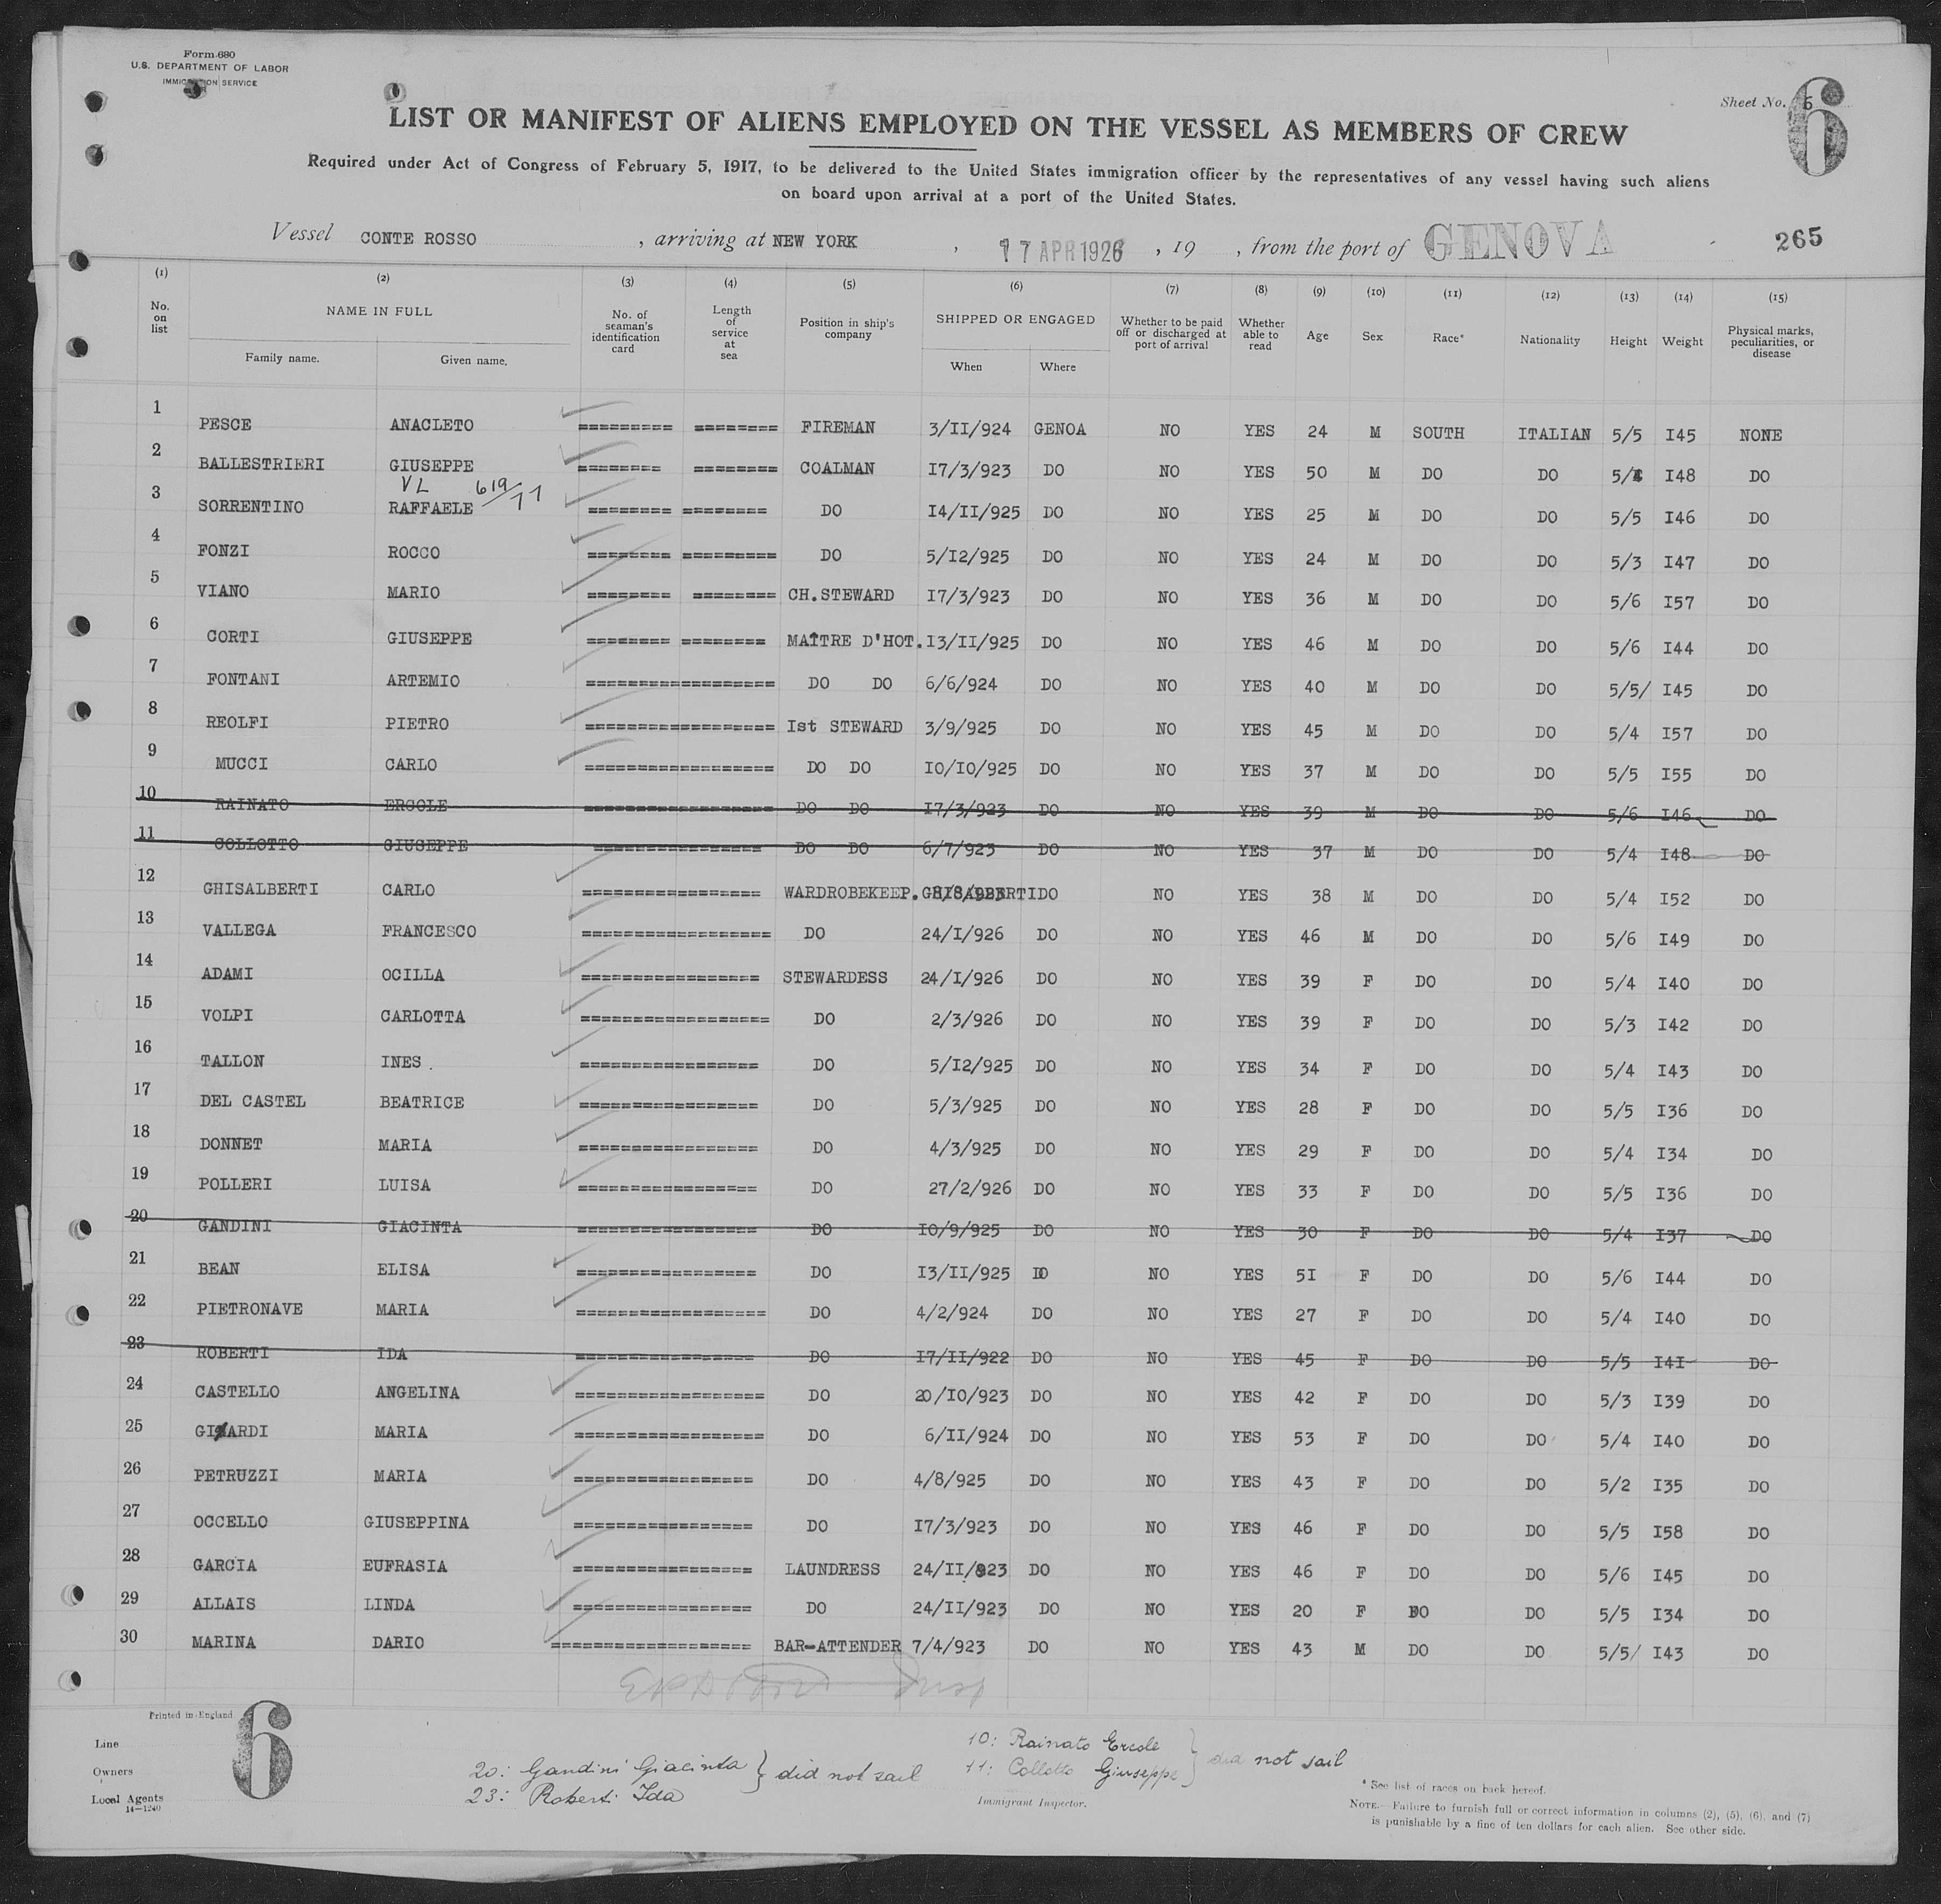 Form 680
U.S. DEPARTMENT OF LABOR
IMMIGRATION SERVICE
Sheet No. 6
6
LIST OR MANIFEST OF ALIENS EMPLOYED ON THE VESSEL AS MEMBERS OF CREW
Required under Act of Congress of February 5, 1917, to be delivered to the United States immigration officer by the representatives of any vessel having such aliens
on board upon arrival at a port of the United States.
Vessel CONTE ROSSO , arriving at NEW YORK , 17 APR 1926 , 19 , from the port of GENOVA 265
(1) (2) (3) (4) (5) (6) (7) (8) (9) (10) (11) (12) (13) (14) (15)
No. on list NAME IN FULL Family name. Given name. No. of seaman's identification card Length of service at sea Position in ship's company SHIPPED OR ENGAGED When Where Whether to be paid off or discharged at port of arrival Whether able to read Age Sex Race* Nationality Height Weight Physical marks, peculiarities, or disease
1 PESCE ANACLETO ========= ======== FIREMAN 3/II/924 GENOA NO YES 24 M SOUTH ITALIAN 5/5 I45 NONE
2 BALLESTRIERI GIUSEPPE ======== ======== COALMAN I7/3/923 DO NO YES 50 M DO DO 5/4 I48 DO
VL 619/77
3 SORRENTINO RAFFAELE ======== ======== DO I4/II/925 DO NO YES 25 M DO DO 5/5 I46 DO
4 FONZI ROCCO ======== ========= DO 5/I2/925 DO NO YES 24 M DO DO 5/3 I47 DO
5 VIANO MARIO ======== ======== CH.STEWARD I7/3/923 DO NO YES 36 M DO DO 5/6 I57 DO
6 CORTI GIUSEPPE ======== ======== MAÎTRE D'HOT. I3/II/925 DO NO YES 46 M DO DO 5/6 I44 DO
7 FONTANI ARTEMIO ================== DO DO 6/6/924 DO NO YES 40 M DO DO 5/5/ I45 DO
8 REOLFI PIETRO ================== Ist STEWARD 3/9/925 DO NO YES 45 M DO DO 5/4 I57 DO
9 MUCCI CARLO ================== DO DO IO/IO/925 DO NO YES 37 M DO DO 5/5 I55 DO
10 RAINATO ERCOLE ================== DO DO I7/3/923 DO NO YES 39 M DO DO 5/6 I46 DO
11 COLLOTTO GIUSEPPE ================ DO DO 6/7/923 DO NO YES 37 M DO DO 5/4 I48 DO
12 GHISALBERTI CARLO ================= WARDROBEKEEP. DO NO YES 38 M DO DO 5/4 I52 DO
13 VALLEGA FRANCESCO ================== DO 24/I/926 DO NO YES 46 M DO DO 5/6 I49 DO
14 ADAMI OCILLA ================= STEWARDESS 24/I/926 DO NO YES 39 F DO DO 5/4 I40 DO
15 VOLPI CARLOTTA ================== DO 2/3/926 DO NO YES 39 F DO DO 5/3 I42 DO
16 TALLON INES . ================= DO 5/I2/925 DO NO YES 34 F DO DO 5/4 I43 DO
17 DEL CASTEL BEATRICE ================= DO 5/3/925 DO NO YES 28 F DO DO 5/5 I36 DO
18 DONNET MARIA ================= DO 4/3/925 DO NO YES 29 F DO DO 5/4 I34 DO
19 POLLERI LUISA ================= DO 27/2/926 DO NO YES 33 F DO DO 5/5 I36 DO
20 GANDINI GIACINTA ================= DO IO/9/925 DO NO YES 30 F DO DO 5/4 I37 DO
21 BEAN ELISA ================= DO I3/II/925 DO NO YES 5I F DO DO 5/6 I44 DO
22 PIETRONAVE MARIA ================== DO 4/2/924 DO NO YES 27 F DO DO 5/4 I40 DO
23 ROBERTI IDA ================= DO I7/II/922 DO NO YES 45 F DO DO 5/5 I4I DO
24 CASTELLO ANGELINA ================== DO 20/IO/923 DO NO YES 42 F DO DO 5/3 I39 DO
25 MARIA ================== DO 6/II/924 DO NO YES 53 F DO DO 5/4 I40 DO
26 PETRUZZI MARIA ================= DO 4/8/925 DO NO YES 43 F DO DO 5/2 I35 DO
27 OCCELLO GIUSEPPINA ================= DO I7/3/923 DO NO YES 46 F DO DO 5/5 I58 DO
28 GARCIA EUFRASIA ================= LAUNDRESS 24/II/923 DO NO YES 46 F DO DO 5/6 I45 DO
29 ALLAIS LINDA ================= DO 24/II/923 DO NO YES 20 F DO DO 5/5 I34 DO
30 MARINA DARIO =================== BAR-ATTENDER 7/4/923 DO NO YES 43 M DO DO 5/5/ I43 DO
Printed in England
6
Line
Owners
Local Agents
14—1240
20: Gandini Giacinta } did not sail
23: Roberti Ida
10: Rainato Ercole } did not sail
11: Collotto Giuseppe
Immigrant Inspector.
* See list of races on back hereof.
NOTE.—Failure to furnish full or correct information in columns (2), (5), (6), and (7)
is punishable by a fine of ten dollars for each alien. See other side.